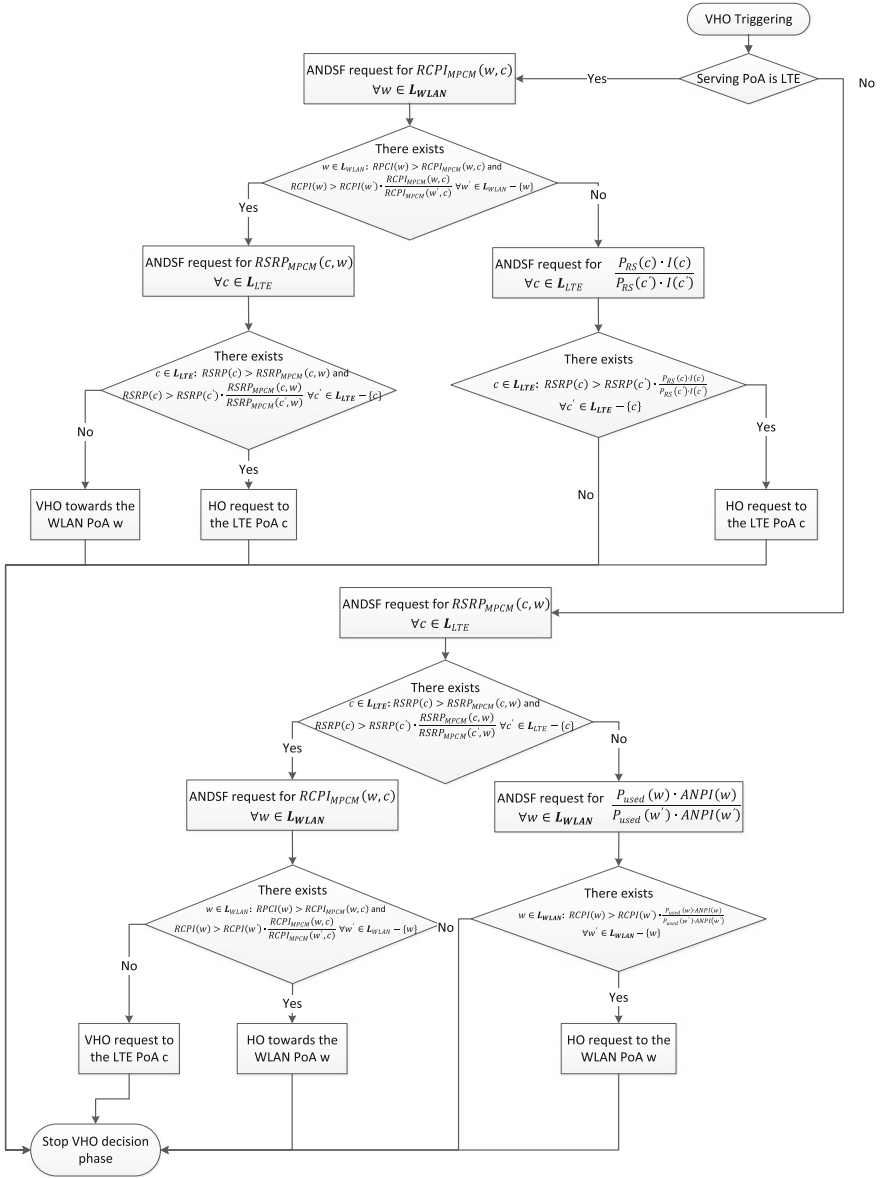 VHO Triggering
Serving PoA is LTE
Yes
No
ANDSF request for RCPI_MPCM(w, c)
∀w ∈ L_WLAN
There exists
w ∈ L_WLAN: RPCI(w) > RCPI_MPCM(w, c) and
RCPI(w) > RCPI(w′) · RCPI_MPCM(w, c) / RCPI_MPCM(w′, c) ∀w′ ∈ L_WLAN − {w}
Yes
No
ANDSF request for RSRP_MPCM(c, w)
∀c ∈ L_LTE
ANDSF request for P_RS(c) · I(c) / P_RS(c′) · I(c′)
∀c ∈ L_LTE
There exists
c ∈ L_LTE: RSRP(c) > RSRP_MPCM(c, w) and
RSRP(c) > RSRP(c′) · RSRP_MPCM(c, w) / RSRP_MPCM(c′, w) ∀c′ ∈ L_LTE − {c}
There exists
c ∈ L_LTE: RSRP(c) > RSRP(c′) · P_RS(c)·I(c) / P_RS(c′)·I(c′)
∀c′ ∈ L_LTE − {c}
No
Yes
No
Yes
VHO towards the
WLAN PoA w
HO request to
the LTE PoA c
HO request to
the LTE PoA c
ANDSF request for RSRP_MPCM(c, w)
∀c ∈ L_LTE
There exists
c ∈ L_LTE: RSRP(c) > RSRP_MPCM(c, w) and
RSRP(c) > RSRP(c′) · RSRP_MPCM(c, w) / RSRP_MPCM(c′, w) ∀c′ ∈ L_LTE − {c}
Yes
No
ANDSF request for RCPI_MPCM(w, c)
∀w ∈ L_WLAN
ANDSF request for P_used(w) · ANPI(w) / P_used(w′) · ANPI(w′)
∀w ∈ L_WLAN
There exists
w ∈ L_WLAN: RPCI(w) > RCPI_MPCM(w, c) and
RCPI(w) > RCPI(w′) · RCPI_MPCM(w, c) / RCPI_MPCM(w′, c) ∀w′ ∈ L_WLAN − {w}
There exists
w ∈ L_WLAN: RCPI(w) > RCPI(w′) · P_used(w)·ANPI(w) / P_used(w′)·ANPI(w′)
∀w′ ∈ L_WLAN − {w}
No
No
Yes
Yes
VHO request to
the LTE PoA c
HO towards the
WLAN PoA w
HO request to the
WLAN PoA w
Stop VHO decision
phase